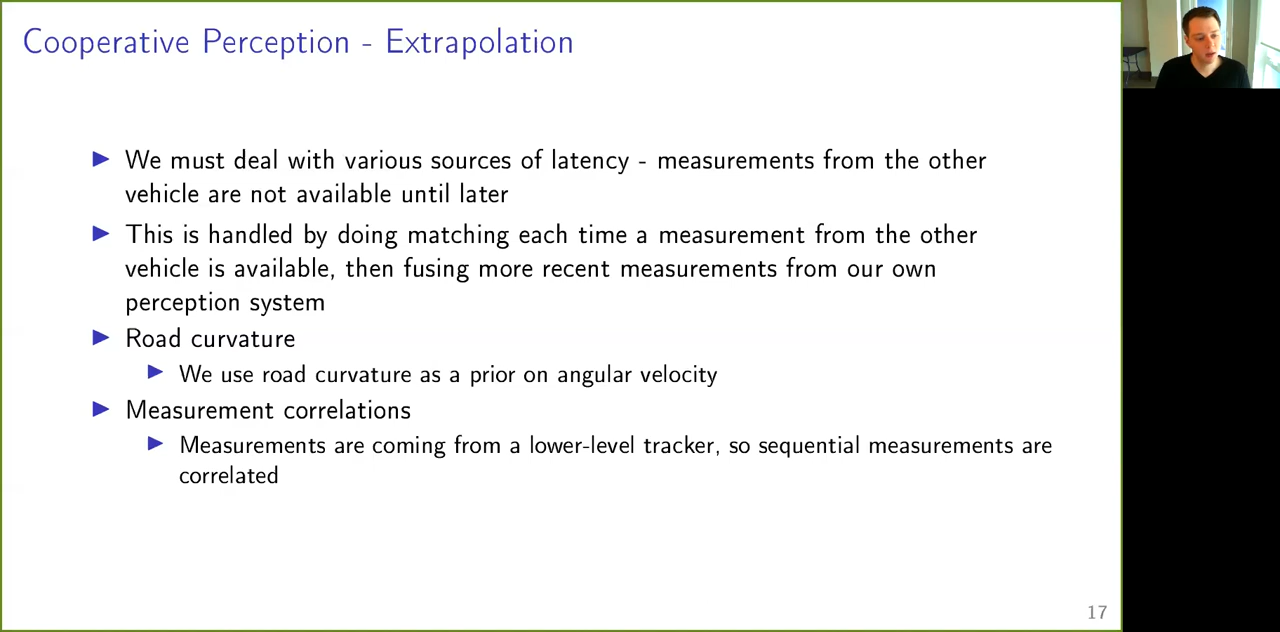 Cooperative Perception - Extrapolation
We must deal with various sources of latency - measurements from the other
vehicle are not available until later
This is handled by doing matching each time a measurement from the other
vehicle is available, then fusing more recent measurements from our own
perception system
Road curvature
We use road curvature as a prior on angular velocity
Measurement correlations
Measurements are coming from a lower-level tracker, so sequential measurements are
correlated
17